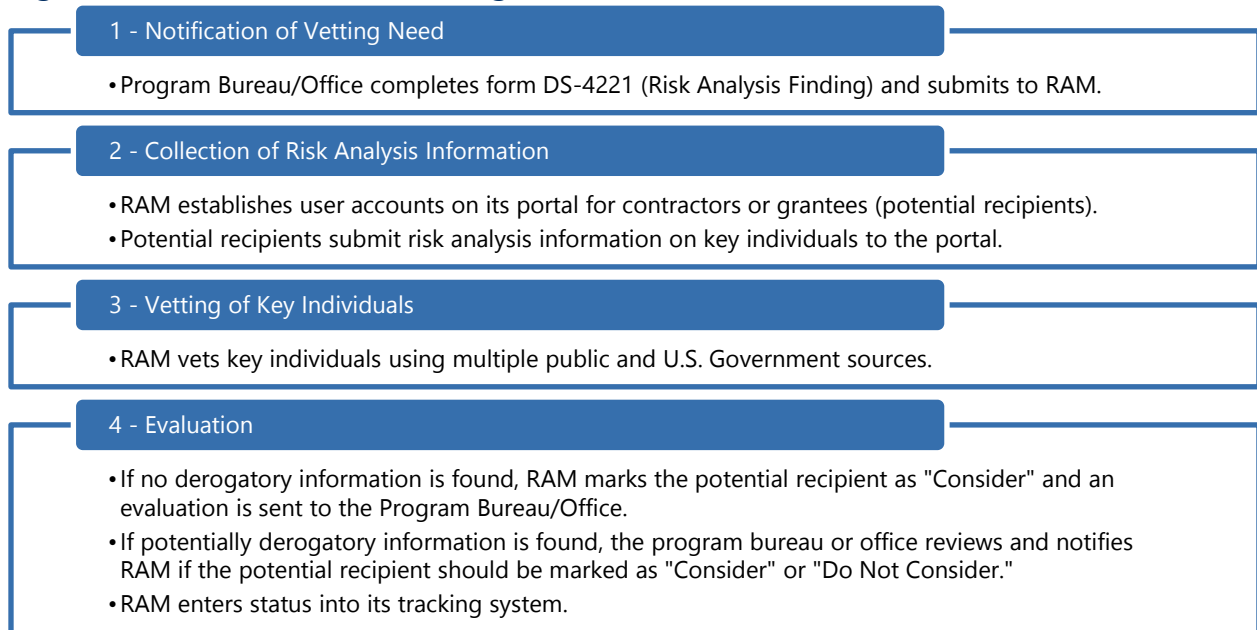 1 - Notification of Vetting Need
•Program Bureau/Office completes form DS-4221 (Risk Analysis Finding) and submits to RAM.
2 - Collection of Risk Analysis Information
•RAM establishes user accounts on its portal for contractors or grantees (potential recipients).
•Potential recipients submit risk analysis information on key individuals to the portal.
3 - Vetting of Key Individuals
•RAM vets key individuals using multiple public and U.S. Government sources.
4 - Evaluation
•If no derogatory information is found, RAM marks the potential recipient as "Consider" and an
evaluation is sent to the Program Bureau/Office.
•If potentially derogatory information is found, the program bureau or office reviews and notifies
RAM if the potential recipient should be marked as "Consider" or "Do Not Consider."
•RAM enters status into its tracking system.